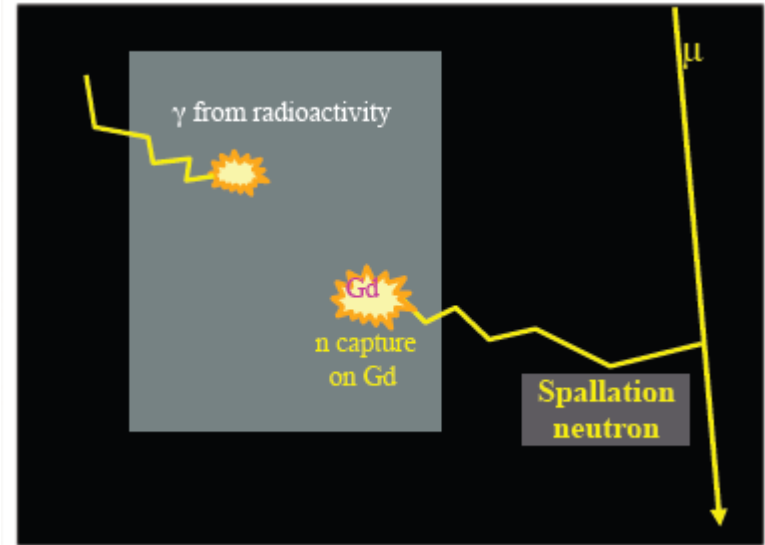 μ
γ from radioactivity
Gd
n capture
on Gd
Spallation
neutron